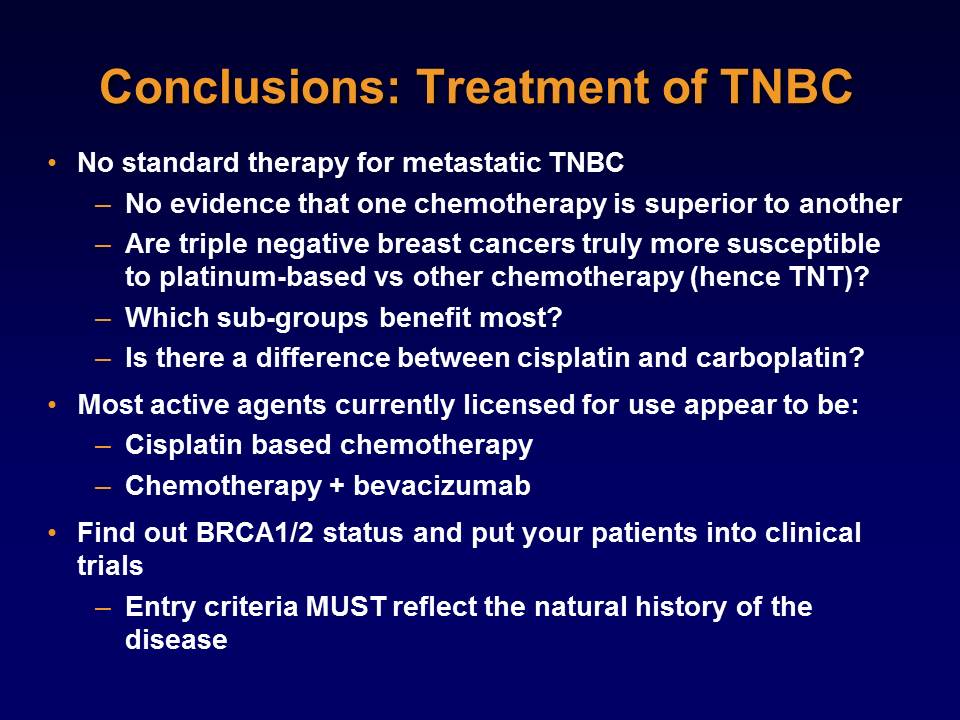 Conclusions: Treatment of TNBC
• No standard therapy for metastatic TNBC
– No evidence that one chemotherapy is superior to another
– Are triple negative breast cancers truly more susceptible
to platinum-based vs other chemotherapy (hence TNT)?
– Which sub-groups benefit most?
– Is there a difference between cisplatin and carboplatin?
• Most active agents currently licensed for use appear to be:
– Cisplatin based chemotherapy
– Chemotherapy + bevacizumab
• Find out BRCA1/2 status and put your patients into clinical
trials
– Entry criteria MUST reflect the natural history of the
disease